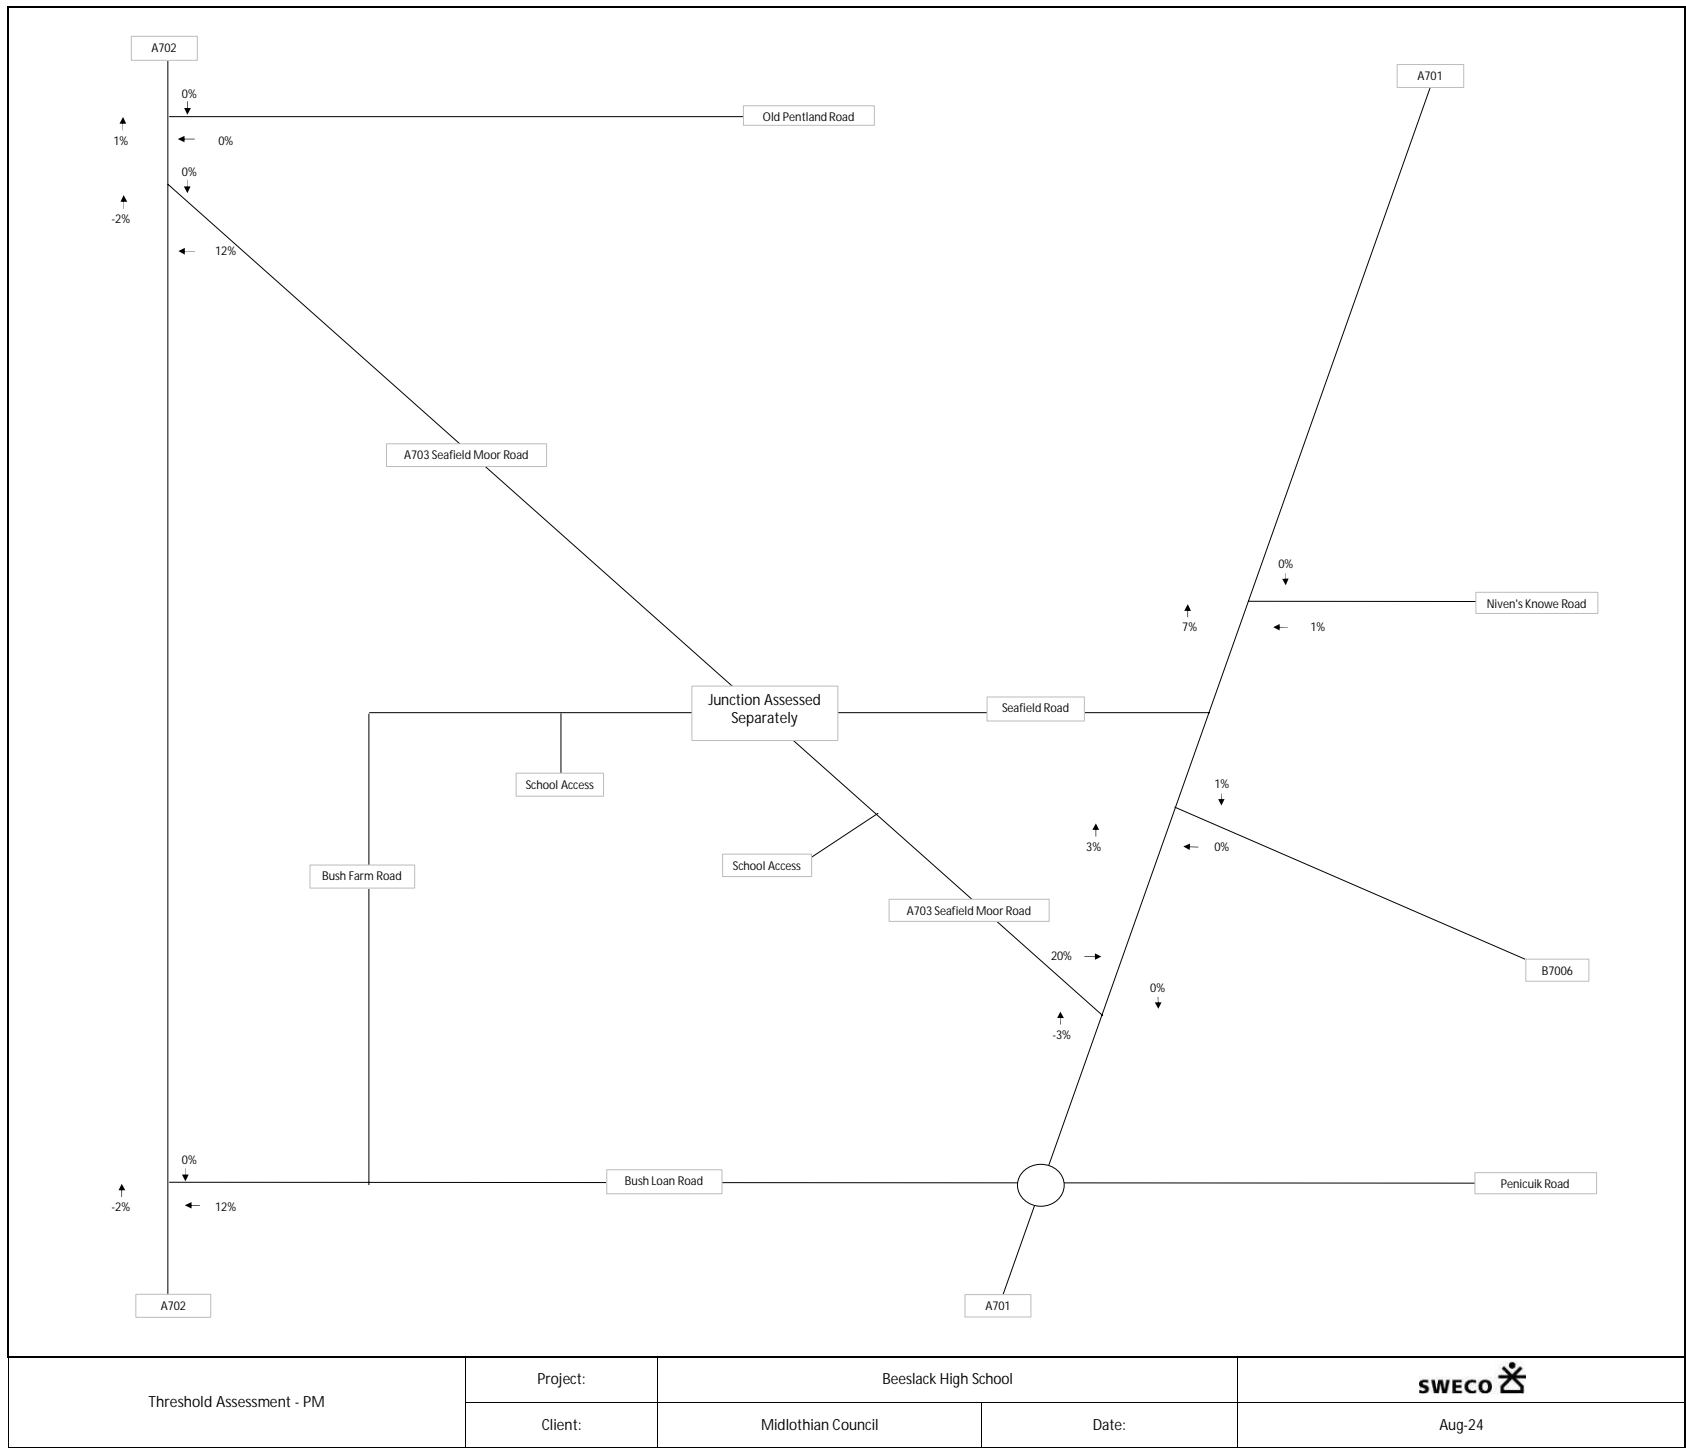 A702
A701
0%
Old Pentland Road
1%
0%
0%
-2%
12%
A703 Seafield Moor Road
0%
Niven's Knowe Road
7%
1%
Junction Assessed
Separately
Seafield Road
School Access
1%
3%
0%
School Access
Bush Farm Road
A703 Seafield Moor Road
20%
B7006
0%
-3%
0%
Bush Loan Road
Penicuik Road
-2%
12%
A702
A701
Threshold Assessment - PM
Project:
Beeslack High School
SWECO
Client:
Midlothian Council
Date:
Aug-24